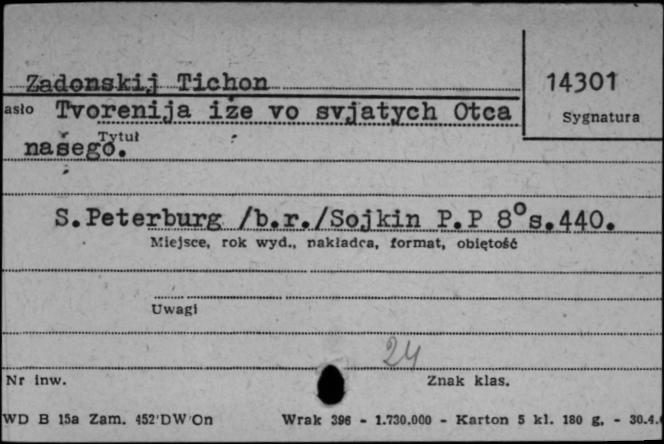 Zadonskij Tichon
14301
asło Tvorenija iže vo svjatych Otca
Sygnatura
Tytuł
našego.
S.Peterburg /b.r./Sojkin P.P 8° s.440.
Miejsce, rok wyd., nakładca, format, objętość
Uwagi
24
Nr inw.
Znak klas.
WD B 15a Zam. 452 DW On
Wrak 396 - 1.730.000 - Karton 5 kl. 180 g. - 30.4.